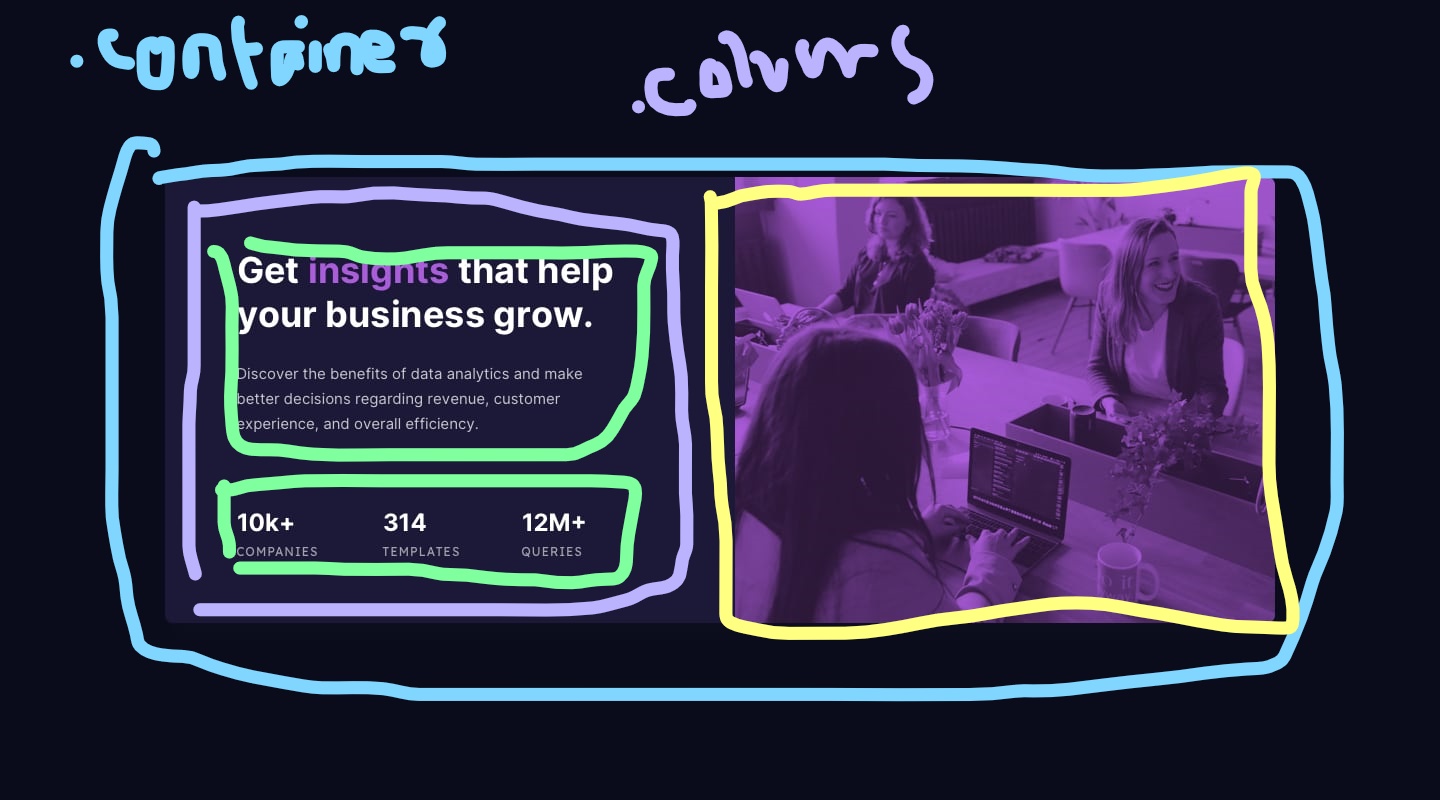 .container
.colums
Get insights that help
your business grow.
Discover the benefits of data analytics and make
better decisions regarding revenue, customer
experience, and overall efficiency.
10k+ 314 12M+
COMPANIES TEMPLATES QUERIES